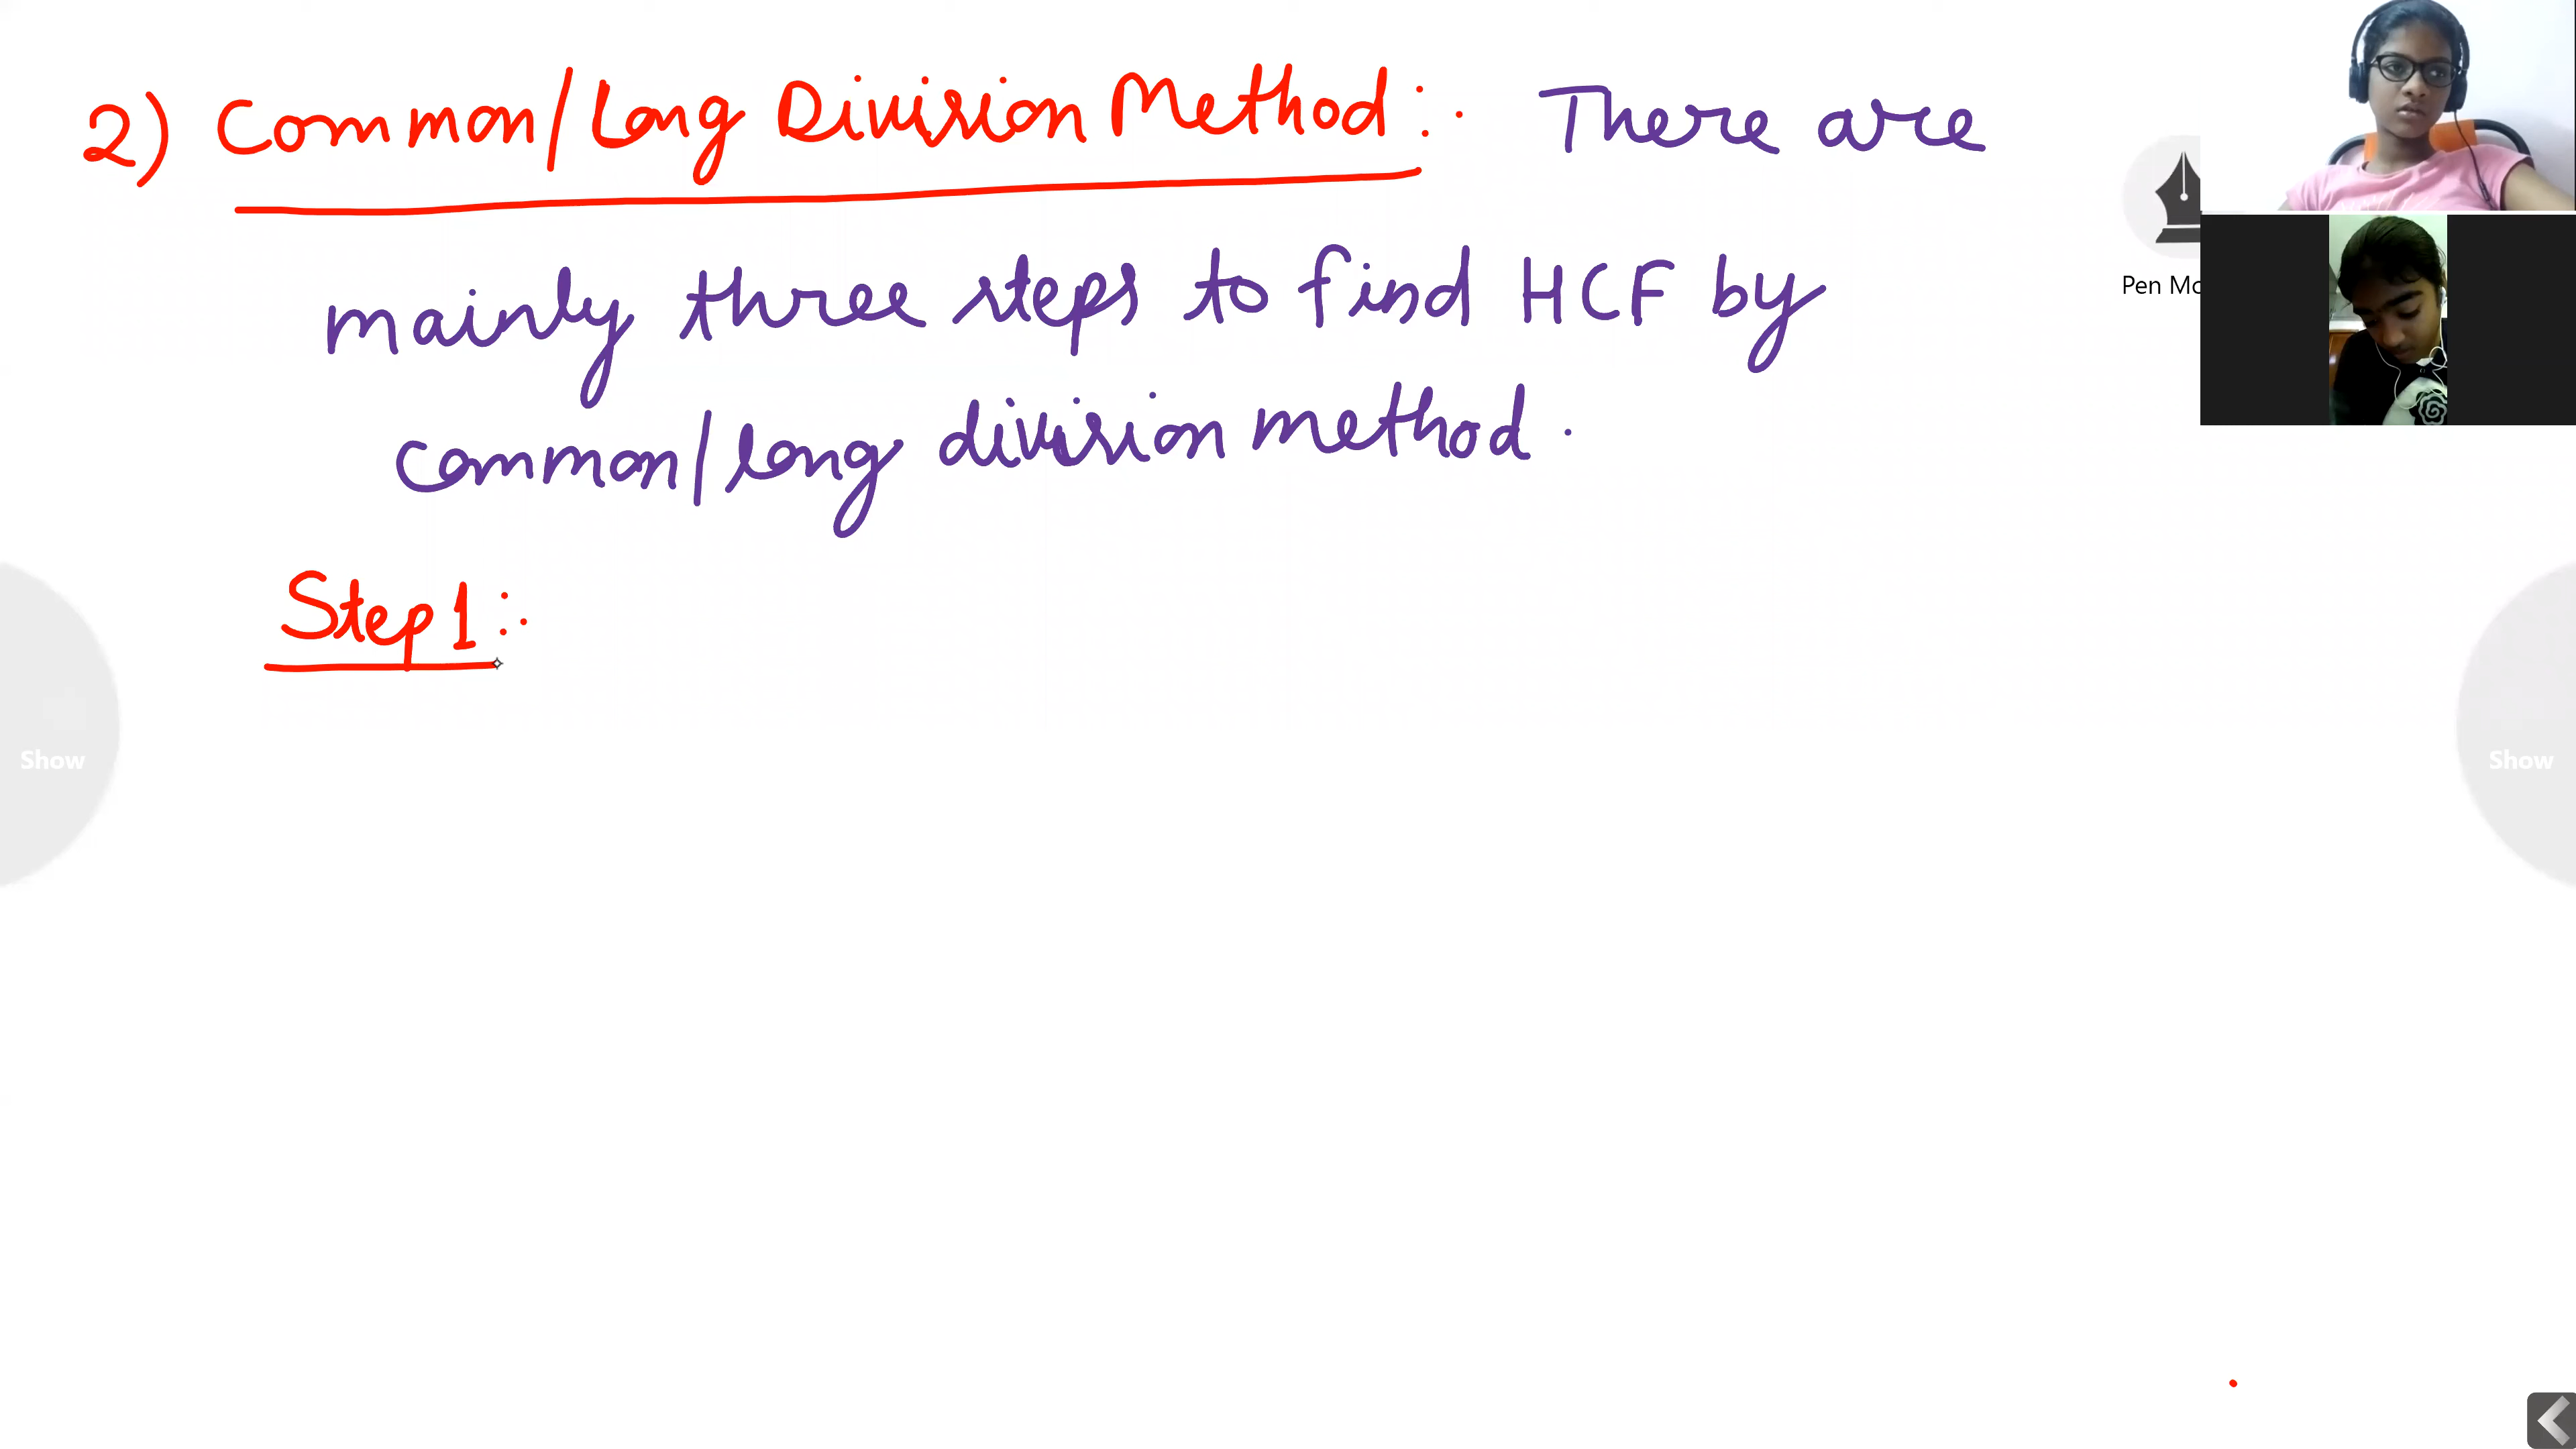 2) Common/Long Division Method:. There are
mainly three steps to find HCF by
common/long division method.
Step 1:.
Pen Mo
Show
Show